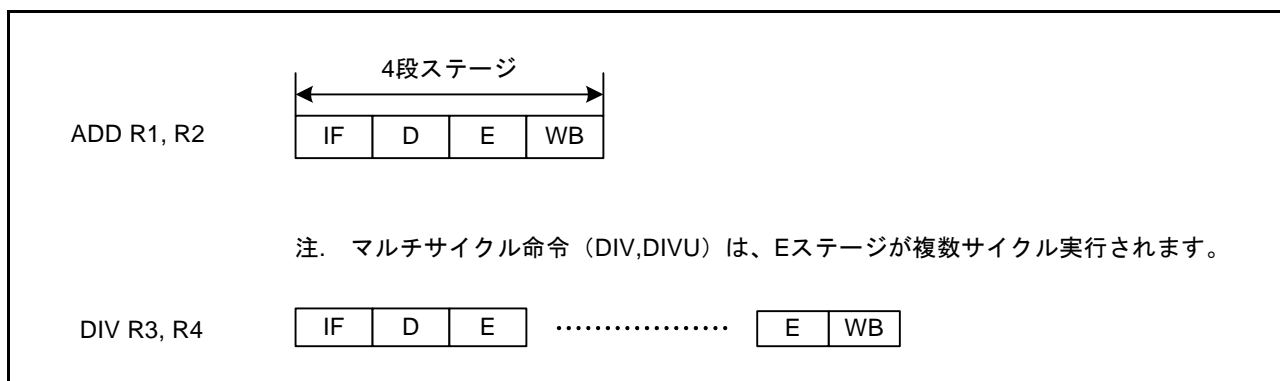 4段ステージ
ADD R1, R2 IF D E WB
注. マルチサイクル命令（DIV,DIVU）は、Eステージが複数サイクル実行されます。
DIV R3, R4 IF D E ……………… E WB